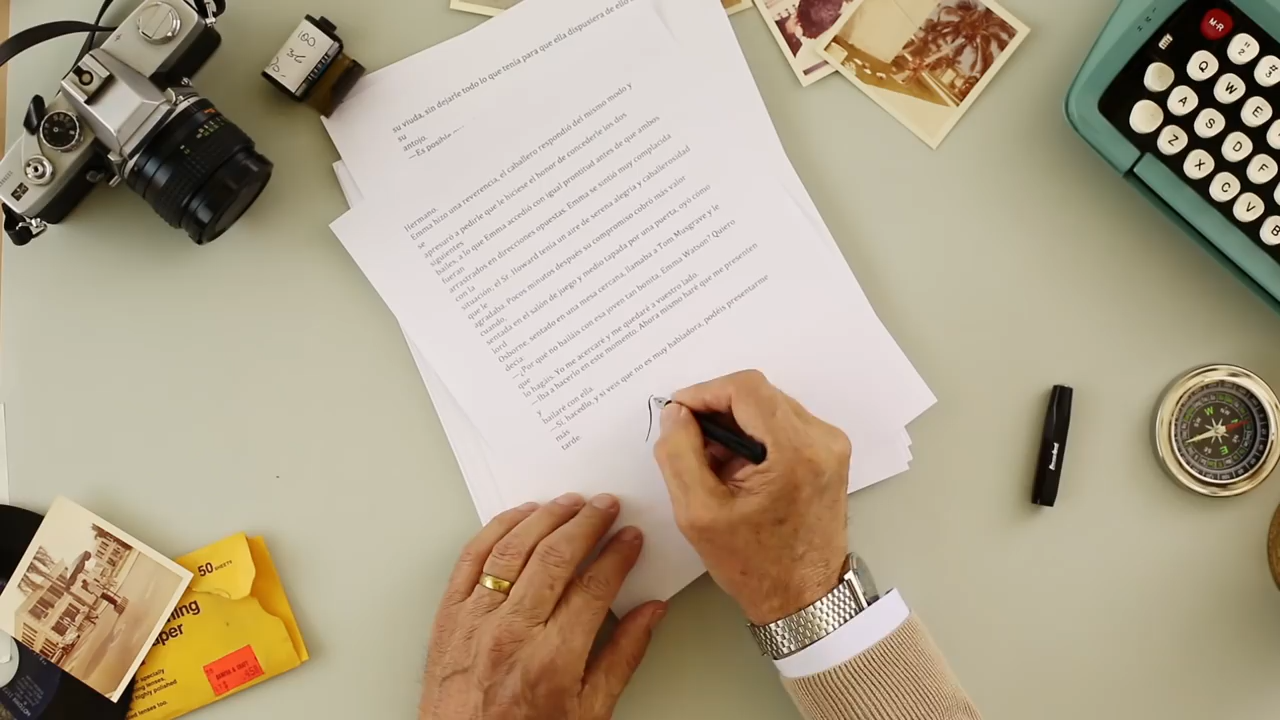 su viuda, sin dejarle todo lo que tenía para que ella dispusiera de ello
su
antojo.
—Es posible
Hermano.
Emma hizo una reverencia, el caballero respondió del mismo modo y
se
apresuró a pedirle que le hiciese el honor de concederle los dos
siguientes
bailes, a lo que Emma accedió con igual prontitud antes de que ambos
fueran
arrastrados en direcciones opuestas. Emma se sintió muy complacida
con la
situación; el Sr. Howard tenía un aire de serena alegría y caballerosidad
que le
agradaba. Pocos minutos después su compromiso cobró más valor
cuando,
sentada en el salón de juego y medio tapada por una puerta, oyó cómo
lord
Osborne, sentado en una mesa cercana, llamaba a Tom Musgrave y le
decía:
—¿Por que no bailáis con esa joven tan bonita, Emma Watson? Quiero
que
lo hagáis. Yo me acercaré y me quedaré a vuestro lado.
—Iba a hacerlo en este momento. Ahora mismo haré que me presenten
y
bailaré con ella.
—Sí, hacedlo, y si veis que no es muy habladora, podéis presentarme
más
tarde.
100
36
M-R
2
3
Q
W
E
A
S
D
Z
X
C
V
B
W
E
50 SHEETS